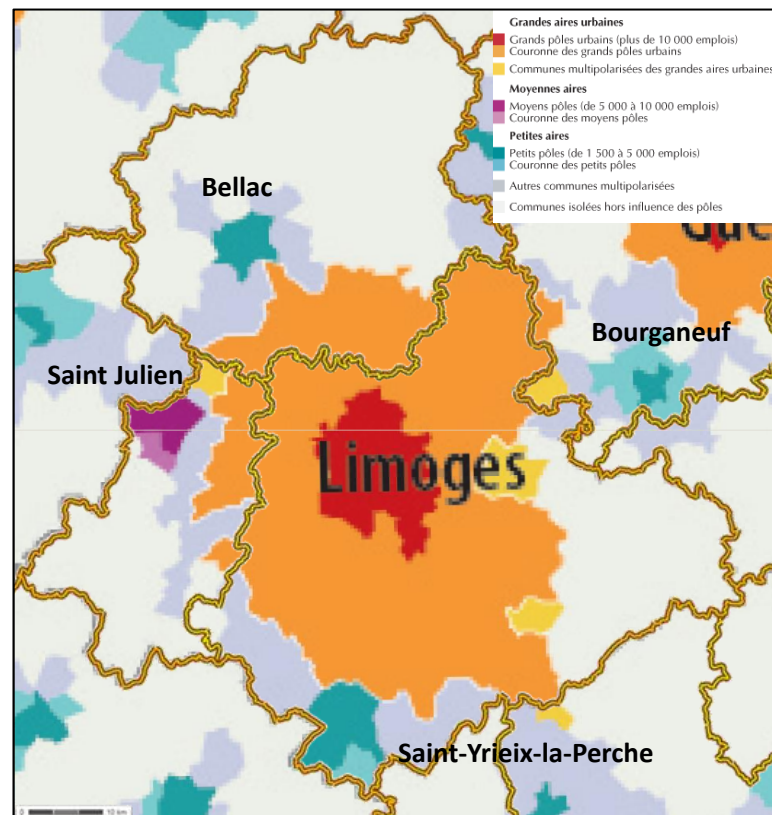 Grandes aires urbaines
Grands pôles urbains (plus de 10 000 emplois)
Couronne des grands pôles urbains
Communes multipolarisées des grandes aires urbaines
Moyennes aires
Moyens pôles (de 5 000 à 10 000 emplois)
Couronne des moyens pôles
Petites aires
Petits pôles (de 1 500 à 5 000 emplois)
Couronne des petits pôles
Autres communes multipolarisées
Communes isolées hors influence des pôles
Bellac
Bourganeuf
Saint Julien
Limoges
Saint-Yrieix-la-Perche
0 10 km